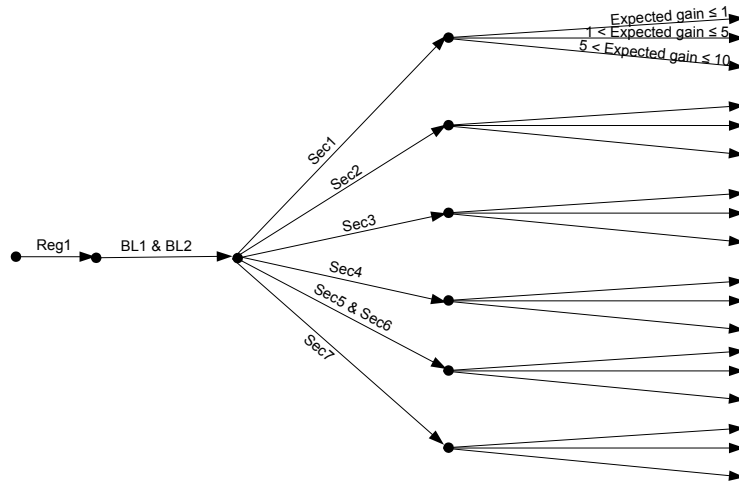 Expected gain ≤ 1
1 < Expected gain ≤ 5
5 < Expected gain ≤ 10
Sec1
Sec2
Sec3
Reg1
BL1 & BL2
Sec4
Sec5 & Sec6
Sec7